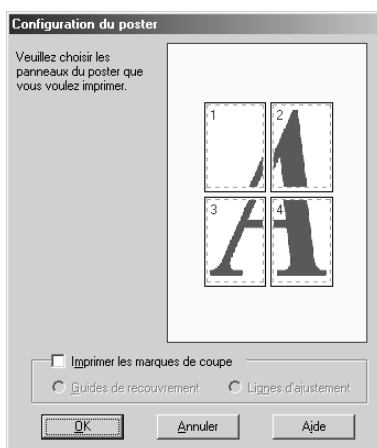 Configuration du poster
Veuillez choisir les
panneaux du poster que
vous voulez imprimer.
1
2
3
4
Imprimer les marques de coupe
Guides de recouvrement
Lignes d'ajustement
OK
Annuler
Aide